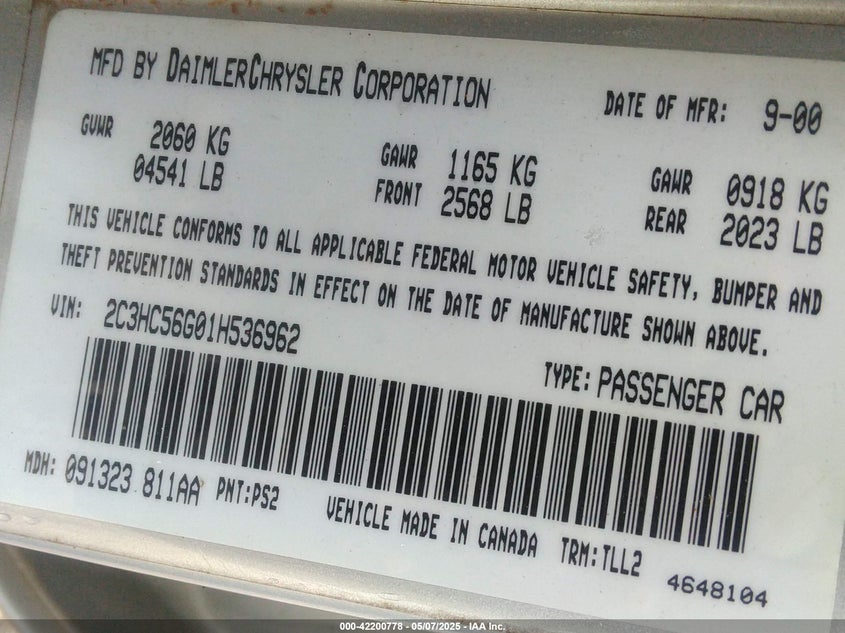 MFD BY DAIMLERCHRYSLER CORPORATION
DATE OF MFR: 9-00
GVWR 2060 KG
04541 LB
GAWR 1165 KG
FRONT 2568 LB
GAWR 0918 KG
REAR 2023 LB
THIS VEHICLE CONFORMS TO ALL APPLICABLE FEDERAL MOTOR VEHICLE SAFETY, BUMPER AND
THEFT PREVENTION STANDARDS IN EFFECT ON THE DATE OF MANUFACTURE SHOWN ABOVE.
VIN: 2C3HC56G01H536962
TYPE: PASSENGER CAR
MDH: 091323 811AA PNT:PS2
VEHICLE MADE IN CANADA TRM:TLL2
4648104
000-42200778 - 05/07/2025 - IAA Inc.